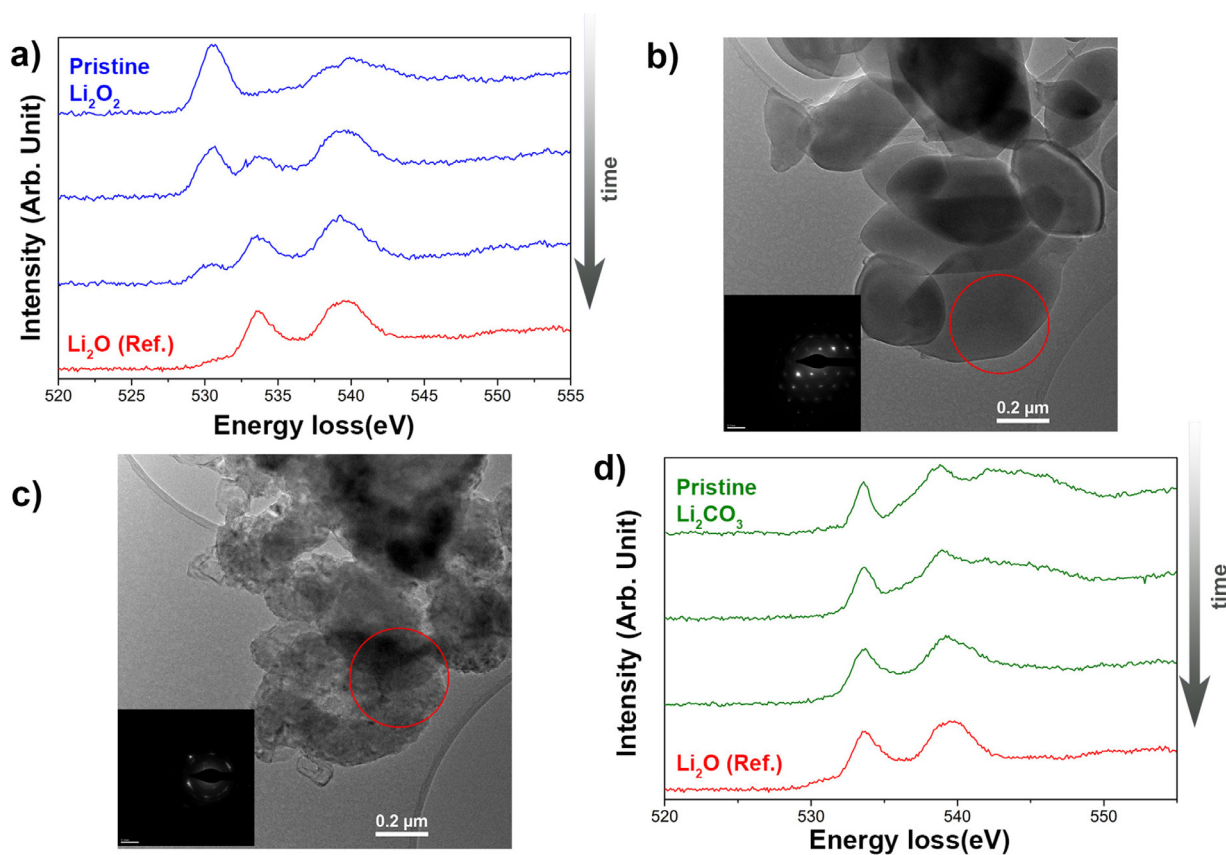 a)
Pristine
Li₂O₂
Li₂O (Ref.)
Intensity (Arb. Unit)
520 525 530 535 540 545 550 555
Energy loss(eV)
time
b)
0.2 µm
c)
0.2 µm
d)
Pristine
Li₂CO₃
Li₂O (Ref.)
Intensity (Arb. Unit)
520 530 540 550
Energy loss(eV)
time